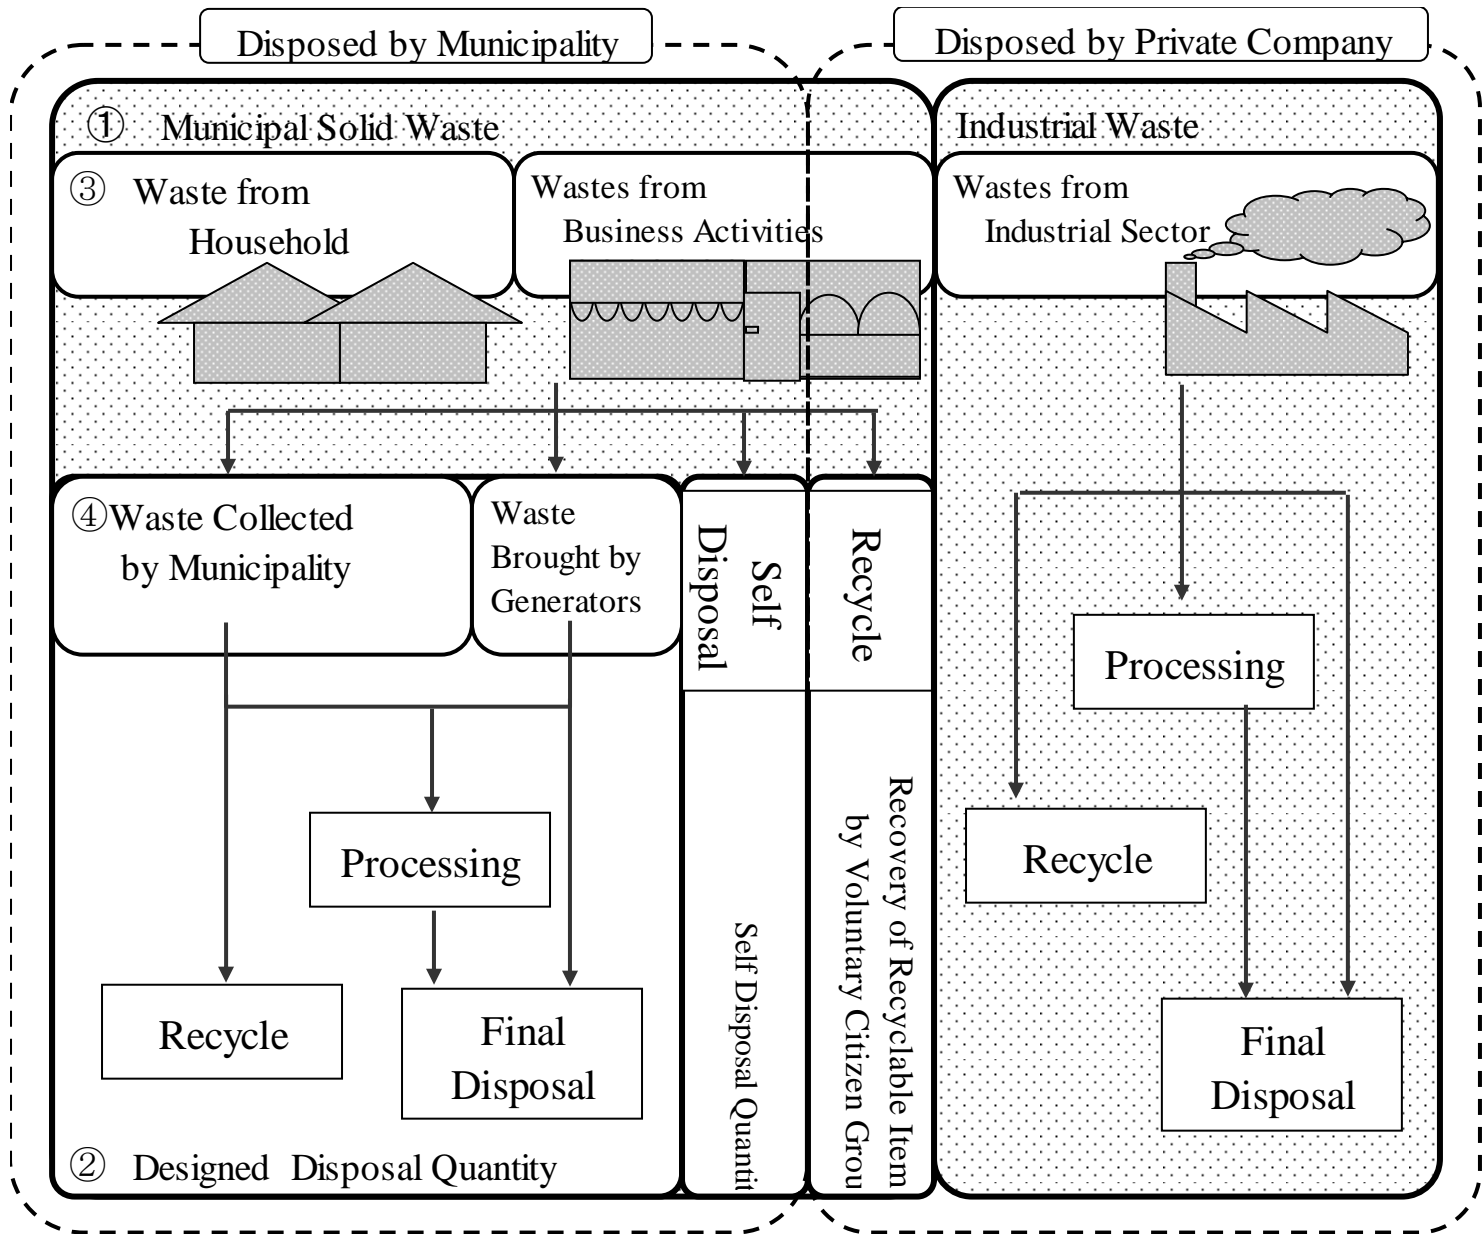 Disposed by Municipality
Disposed by Private Company
① Municipal Solid Waste
Industrial Waste
③ Waste from
Household
Wastes from
Business Activities
Wastes from
Industrial Sector
④Waste Collected
by Municipality
Waste
Brought by
Generators
Self
Disposal
Recycle
Processing
Recycle
Final
Disposal
② Designed Disposal Quantity
Self Disposal Quantit
Recovery of Recyclable Item
by Voluntary Citizen Grou
Processing
Recycle
Final
Disposal